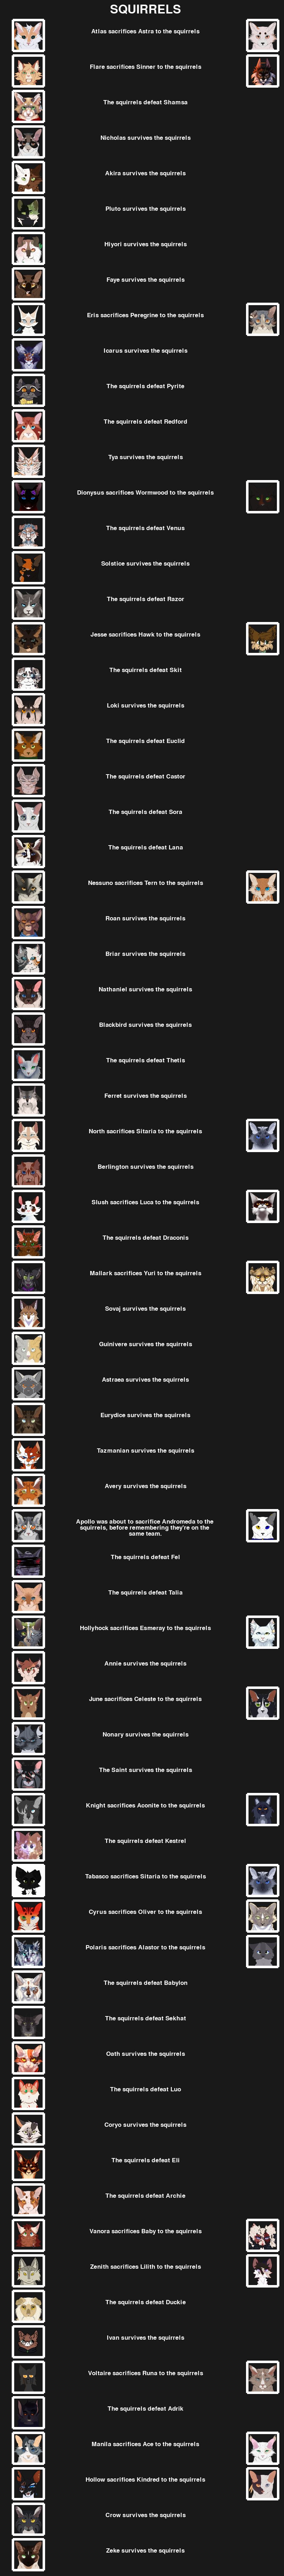 SQUIRRELS
Atlas sacrifices Astra to the squirrels
Flare sacrifices Sinner to the squirrels
The squirrels defeat Shamsa
Nicholas survives the squirrels
Akira survives the squirrels
Pluto survives the squirrels
Hiyori survives the squirrels
Faye survives the squirrels
Eris sacrifices Peregrine to the squirrels
Icarus survives the squirrels
The squirrels defeat Pyrite
The squirrels defeat Redford
Tya survives the squirrels
Dionysus sacrifices Wormwood to the squirrels
The squirrels defeat Venus
Solstice survives the squirrels
The squirrels defeat Razor
Jesse sacrifices Hawk to the squirrels
The squirrels defeat Skit
Loki survives the squirrels
The squirrels defeat Euclid
The squirrels defeat Castor
The squirrels defeat Sora
The squirrels defeat Lana
Nessuno sacrifices Tern to the squirrels
Roan survives the squirrels
Briar survives the squirrels
Nathaniel survives the squirrels
Blackbird survives the squirrels
The squirrels defeat Thetis
Ferret survives the squirrels
North sacrifices Sitaria to the squirrels
Berlington survives the squirrels
Slush sacrifices Luca to the squirrels
The squirrels defeat Draconis
Mallark sacrifices Yuri to the squirrels
Sovaj survives the squirrels
Guinivere survives the squirrels
Astraea survives the squirrels
Eurydice survives the squirrels
Tazmanian survives the squirrels
Avery survives the squirrels
Apollo was about to sacrifice Andromeda to the
squirrels, before remembering they're on the
same team.
The squirrels defeat Fel
The squirrels defeat Talia
Hollyhock sacrifices Esmeray to the squirrels
Annie survives the squirrels
June sacrifices Celeste to the squirrels
Nonary survives the squirrels
The Saint survives the squirrels
Knight sacrifices Aconite to the squirrels
The squirrels defeat Kestrel
Tabasco sacrifices Sitaria to the squirrels
Cyrus sacrifices Oliver to the squirrels
Polaris sacrifices Alastor to the squirrels
The squirrels defeat Babylon
The squirrels defeat Sekhat
Oath survives the squirrels
The squirrels defeat Luo
Coryo survives the squirrels
The squirrels defeat Eli
The squirrels defeat Archie
Vanora sacrifices Baby to the squirrels
Zenith sacrifices Lilith to the squirrels
The squirrels defeat Duckie
Ivan survives the squirrels
Voltaire sacrifices Runa to the squirrels
The squirrels defeat Adrik
Manila sacrifices Ace to the squirrels
Hollow sacrifices Kindred to the squirrels
Crow survives the squirrels
Zeke survives the squirrels